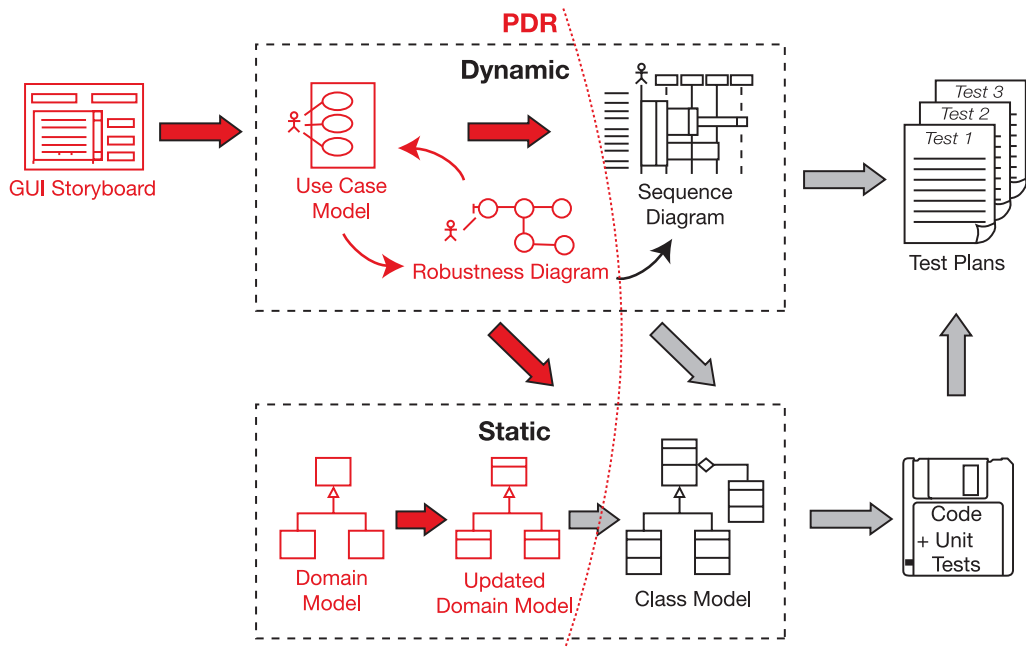 PDR
Dynamic
GUI Storyboard
Use Case
Model
Robustness Diagram
Sequence
Diagram
Test 3
Test 2
Test 1
Test Plans
Static
Domain
Model
Updated
Domain Model
Class Model
Code
+ Unit
Tests